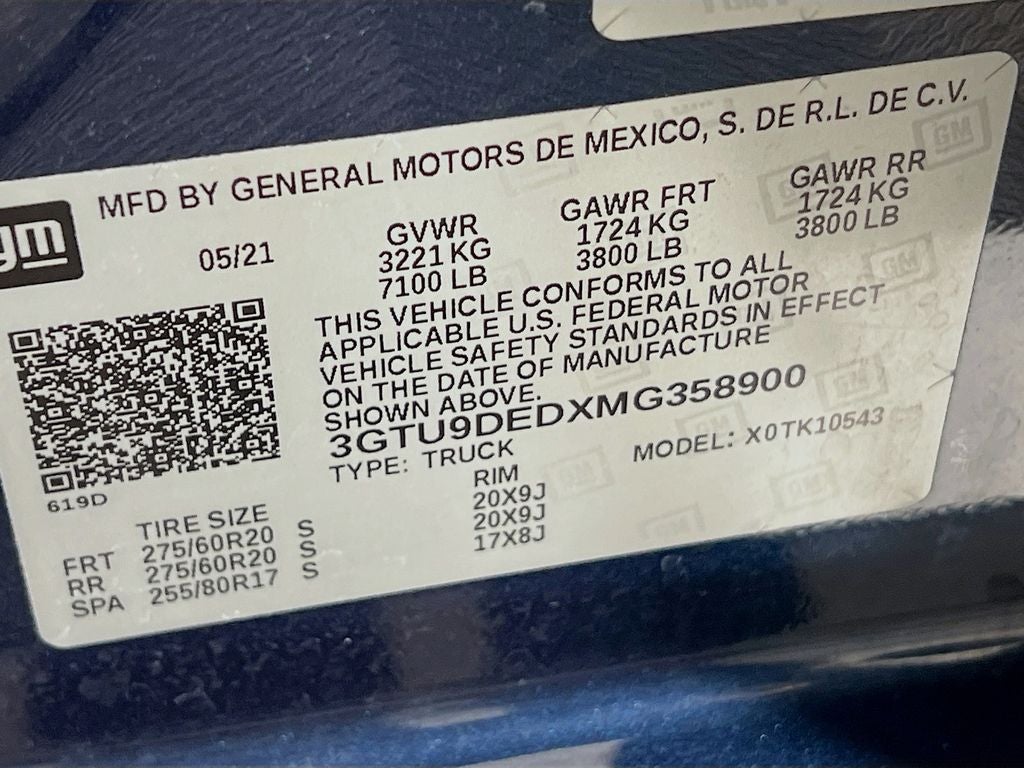 MFD BY GENERAL MOTORS DE MEXICO, S. DE R.L. DE C.V.
gm
05/21
GVWR
3221 KG
7100 LB
GAWR FRT
1724 KG
3800 LB
GAWR RR
1724 KG
3800 LB
THIS VEHICLE CONFORMS TO ALL
APPLICABLE U.S. FEDERAL MOTOR
VEHICLE SAFETY STANDARDS IN EFFECT
ON THE DATE OF MANUFACTURE
SHOWN ABOVE.
3GTU9DEDXMG358900
TYPE: TRUCK
MODEL: X0TK10543
619D
TIRE SIZE RIM
FRT 275/60R20 S 20X9J
RR 275/60R20 S 20X9J
SPA 255/80R17 S 17X8J